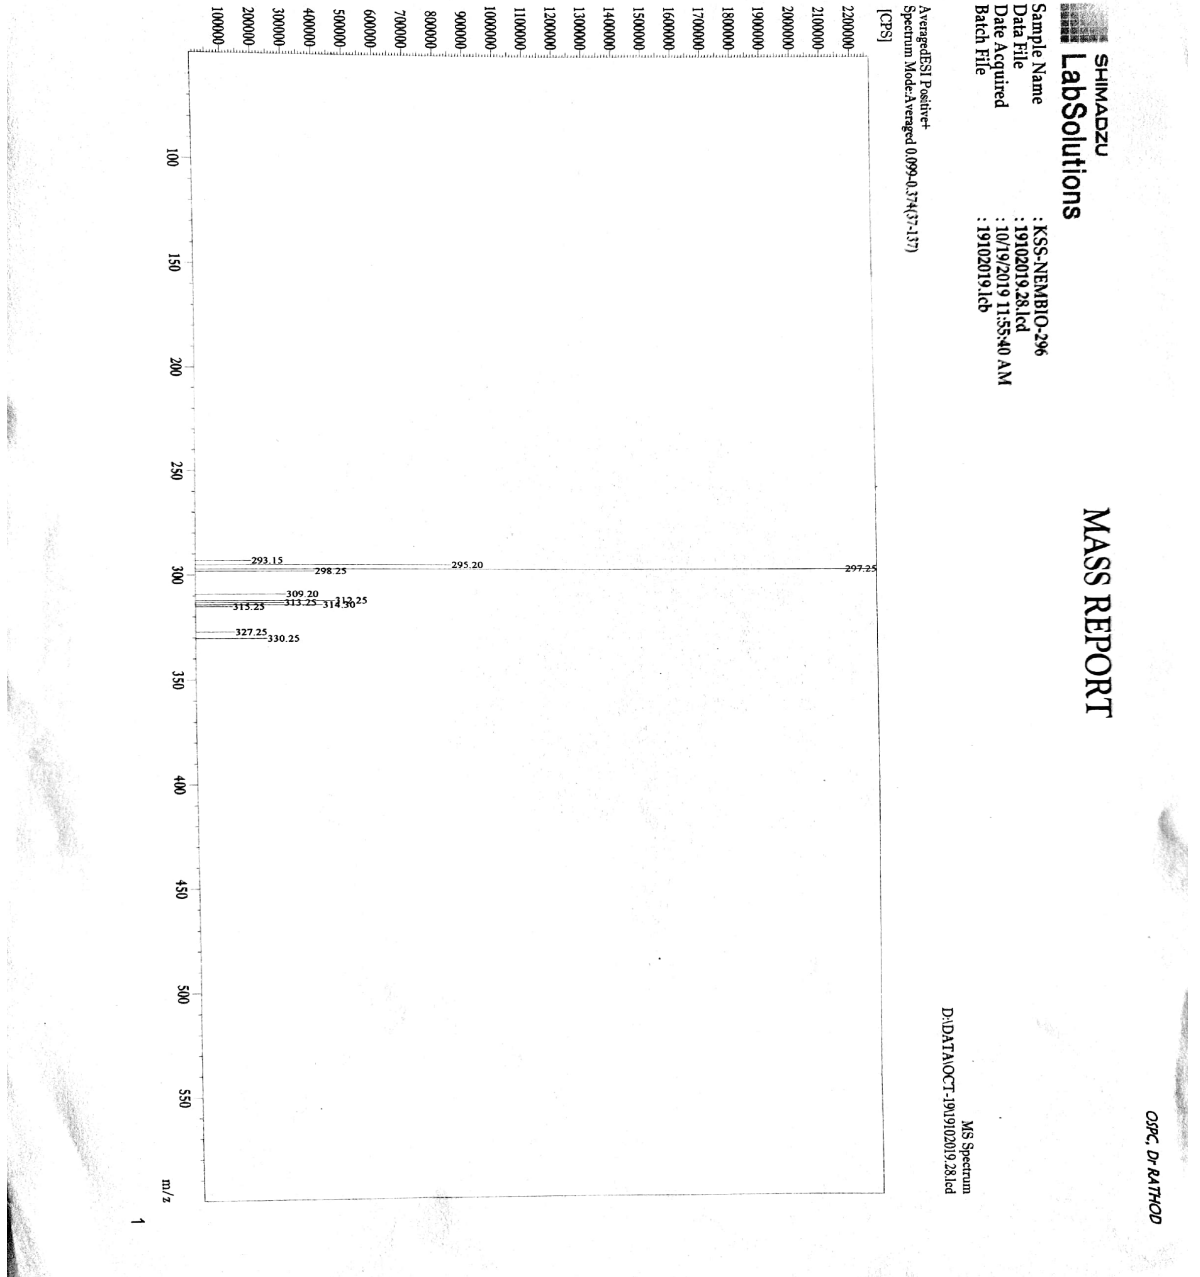 OSPC, Dr RATHOD
MASS REPORT
SHIMADZU
LabSolutions
Sample Name : KSS-NEMBIO-296
Data File : 19102019.28.lcd
Date Acquired : 10/19/2019 11:55:40 AM
Batch File : 19102019.lcb
MS Spectrum
D:\DATA\OCT-19\19102019.28.lcd
AveragedESI Positive+
Spectrum Mode:Averaged 0.099-0.374(37-137)
[CPS]
2200000
2100000
2000000
1900000
1800000
1700000
1600000
1500000
1400000
1300000
1200000
1100000
1000000
900000
800000
700000
600000
500000
400000
300000
200000
100000
297.25
295.20
293.15
298.25
309.20
312.25
313.25
314.30
315.25
327.25
330.25
100 150 200 250 300 350 400 450 500 550 m/z
1